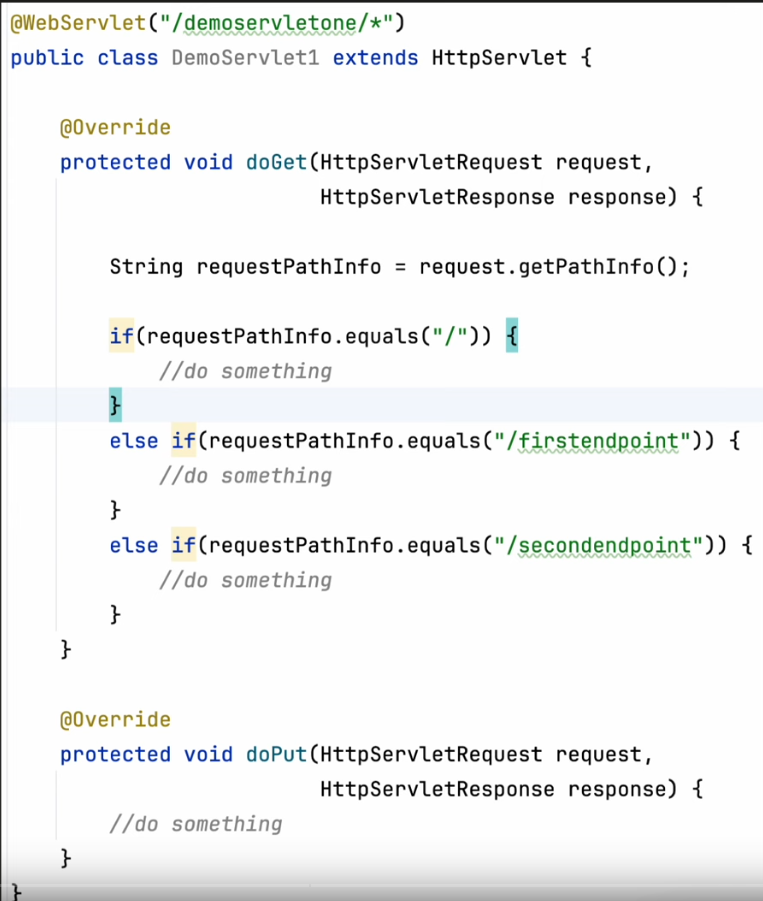 @WebServlet("/demoservletone/*")
public class DemoServlet1 extends HttpServlet {
@Override
protected void doGet(HttpServletRequest request,
HttpServletResponse response) {
String requestPathInfo = request.getPathInfo();
if(requestPathInfo.equals("/")) {
//do something
}
else if(requestPathInfo.equals("/firstendpoint")) {
//do something
}
else if(requestPathInfo.equals("/secondendpoint")) {
//do something
}
}
@Override
protected void doPut(HttpServletRequest request,
HttpServletResponse response) {
//do something
}
}